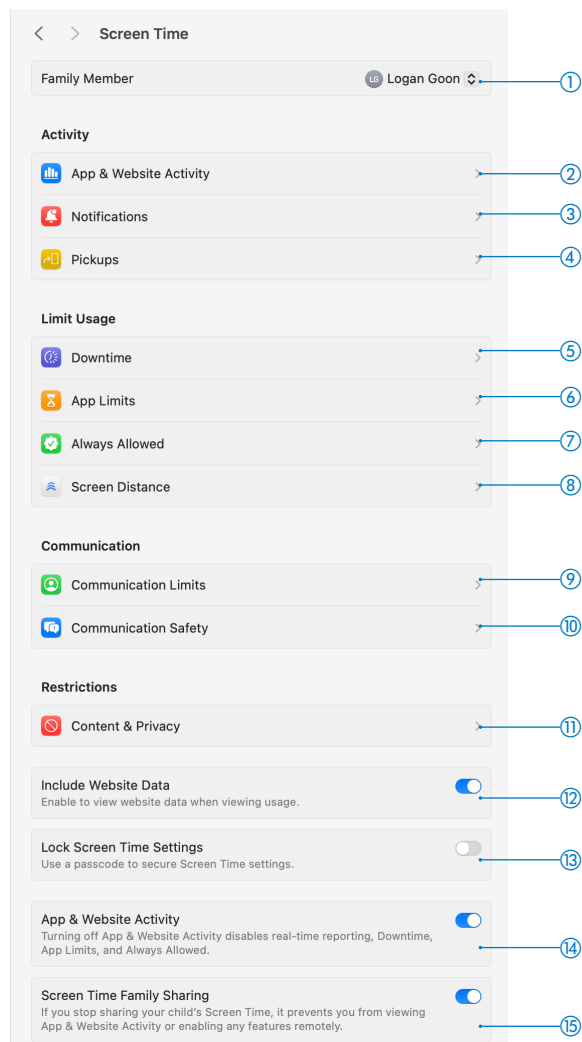 Screen Time
Family Member LG Logan Goon 1
Activity
App & Website Activity 2
Notifications 3
Pickups 4
Limit Usage
Downtime 5
App Limits 6
Always Allowed 7
Screen Distance 8
Communication
Communication Limits 9
Communication Safety 10
Restrictions
Content & Privacy 11
Include Website Data
Enable to view website data when viewing usage. 12
Lock Screen Time Settings
Use a passcode to secure Screen Time settings. 13
App & Website Activity
Turning off App & Website Activity disables real-time reporting, Downtime,
App Limits, and Always Allowed. 14
Screen Time Family Sharing
If you stop sharing your child's Screen Time, it prevents you from viewing
App & Website Activity or enabling any features remotely. 15